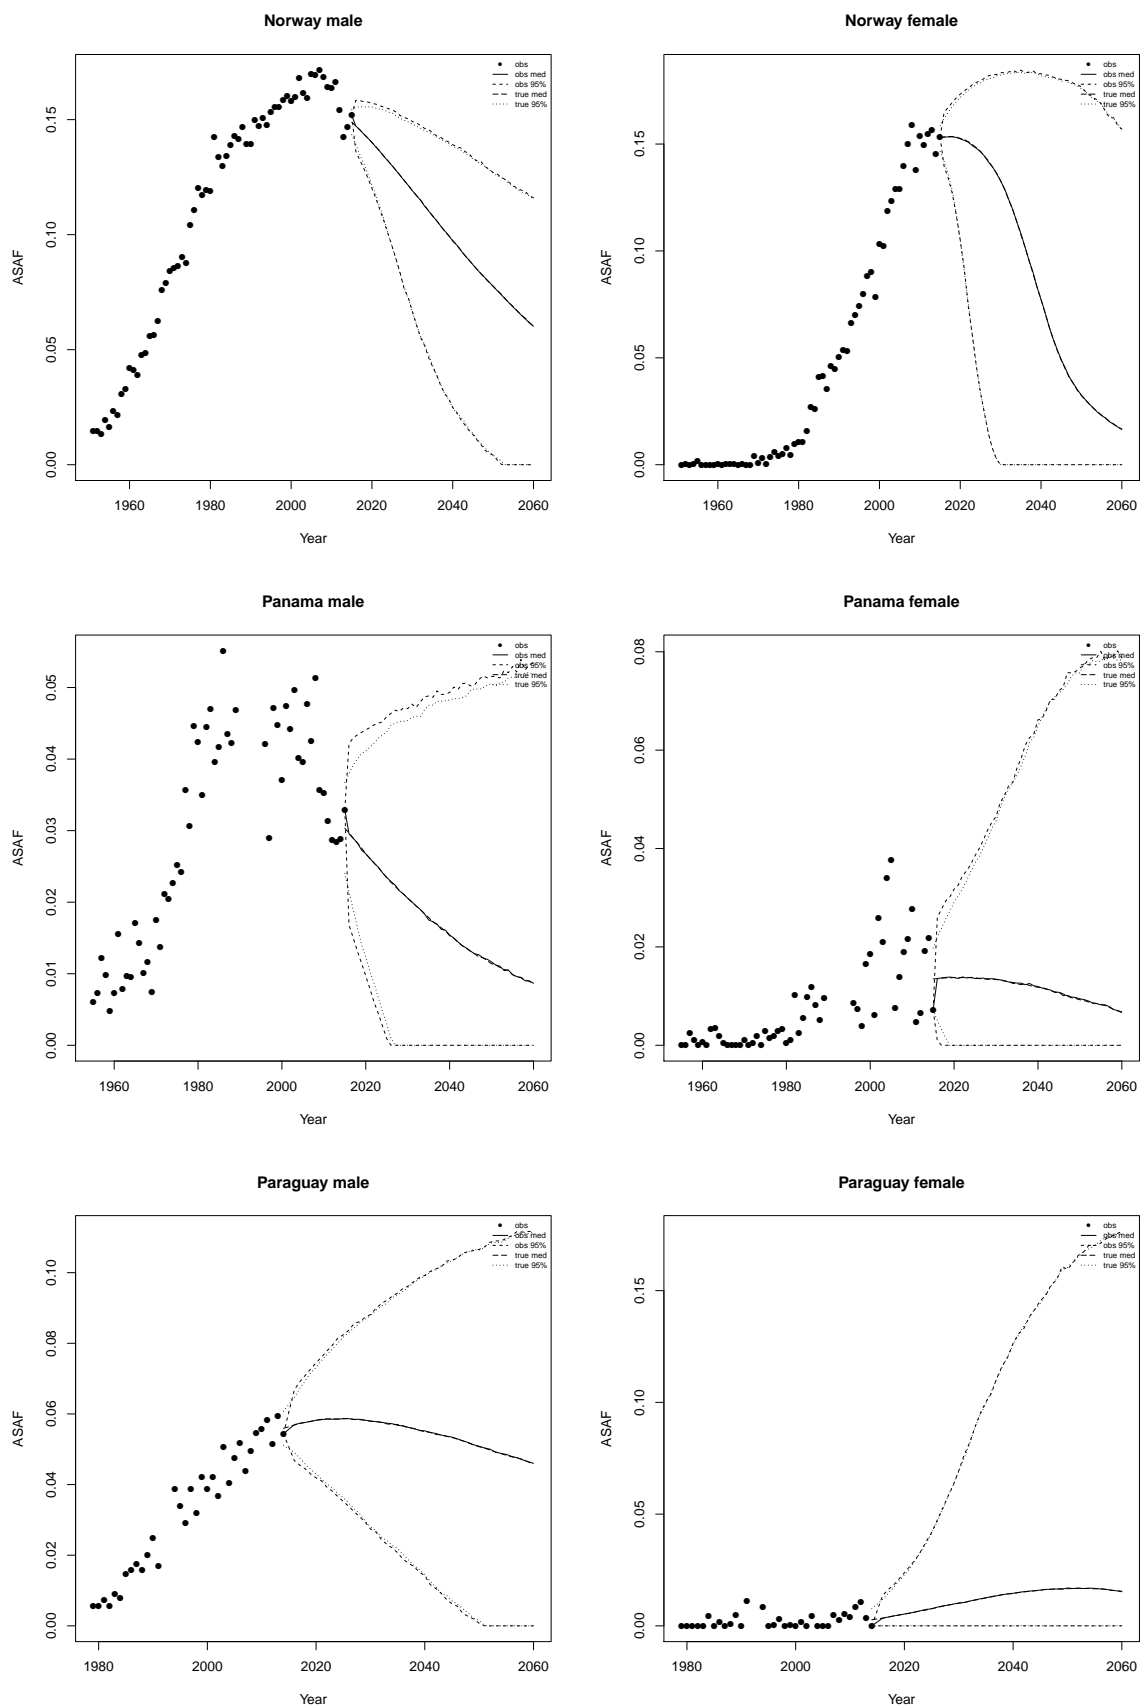 Norway male
ASAF
0.00
0.05
0.10
0.15
1960 1980 2000 2020 2040 2060
Year
obs
obs med
obs 95%
true med
true 95%
Norway female
ASAF
0.00
0.05
0.10
0.15
1960 1980 2000 2020 2040 2060
Year
obs
obs med
obs 95%
true med
true 95%
Panama male
ASAF
0.00
0.01
0.02
0.03
0.04
0.05
1960 1980 2000 2020 2040 2060
Year
obs
obs med
obs 95%
true med
true 95%
Panama female
ASAF
0.00
0.02
0.04
0.06
0.08
1960 1980 2000 2020 2040 2060
Year
obs
obs med
obs 95%
true med
true 95%
Paraguay male
ASAF
0.00
0.02
0.04
0.06
0.08
0.10
1980 2000 2020 2040 2060
Year
obs
obs med
obs 95%
true med
true 95%
Paraguay female
ASAF
0.00
0.05
0.10
0.15
1980 2000 2020 2040 2060
Year
obs
obs med
obs 95%
true med
true 95%